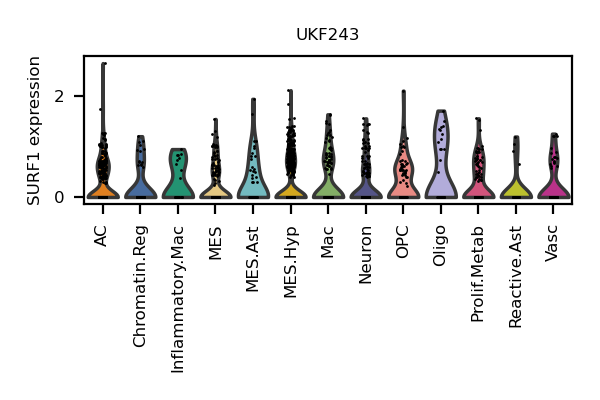 UKF243
SURF1 expression
2
0
AC
Chromatin.Reg
Inflammatory.Mac
MES
MES.Ast
MES.Hyp
Mac
Neuron
OPC
Oligo
Prolif.Metab
Reactive.Ast
Vasc